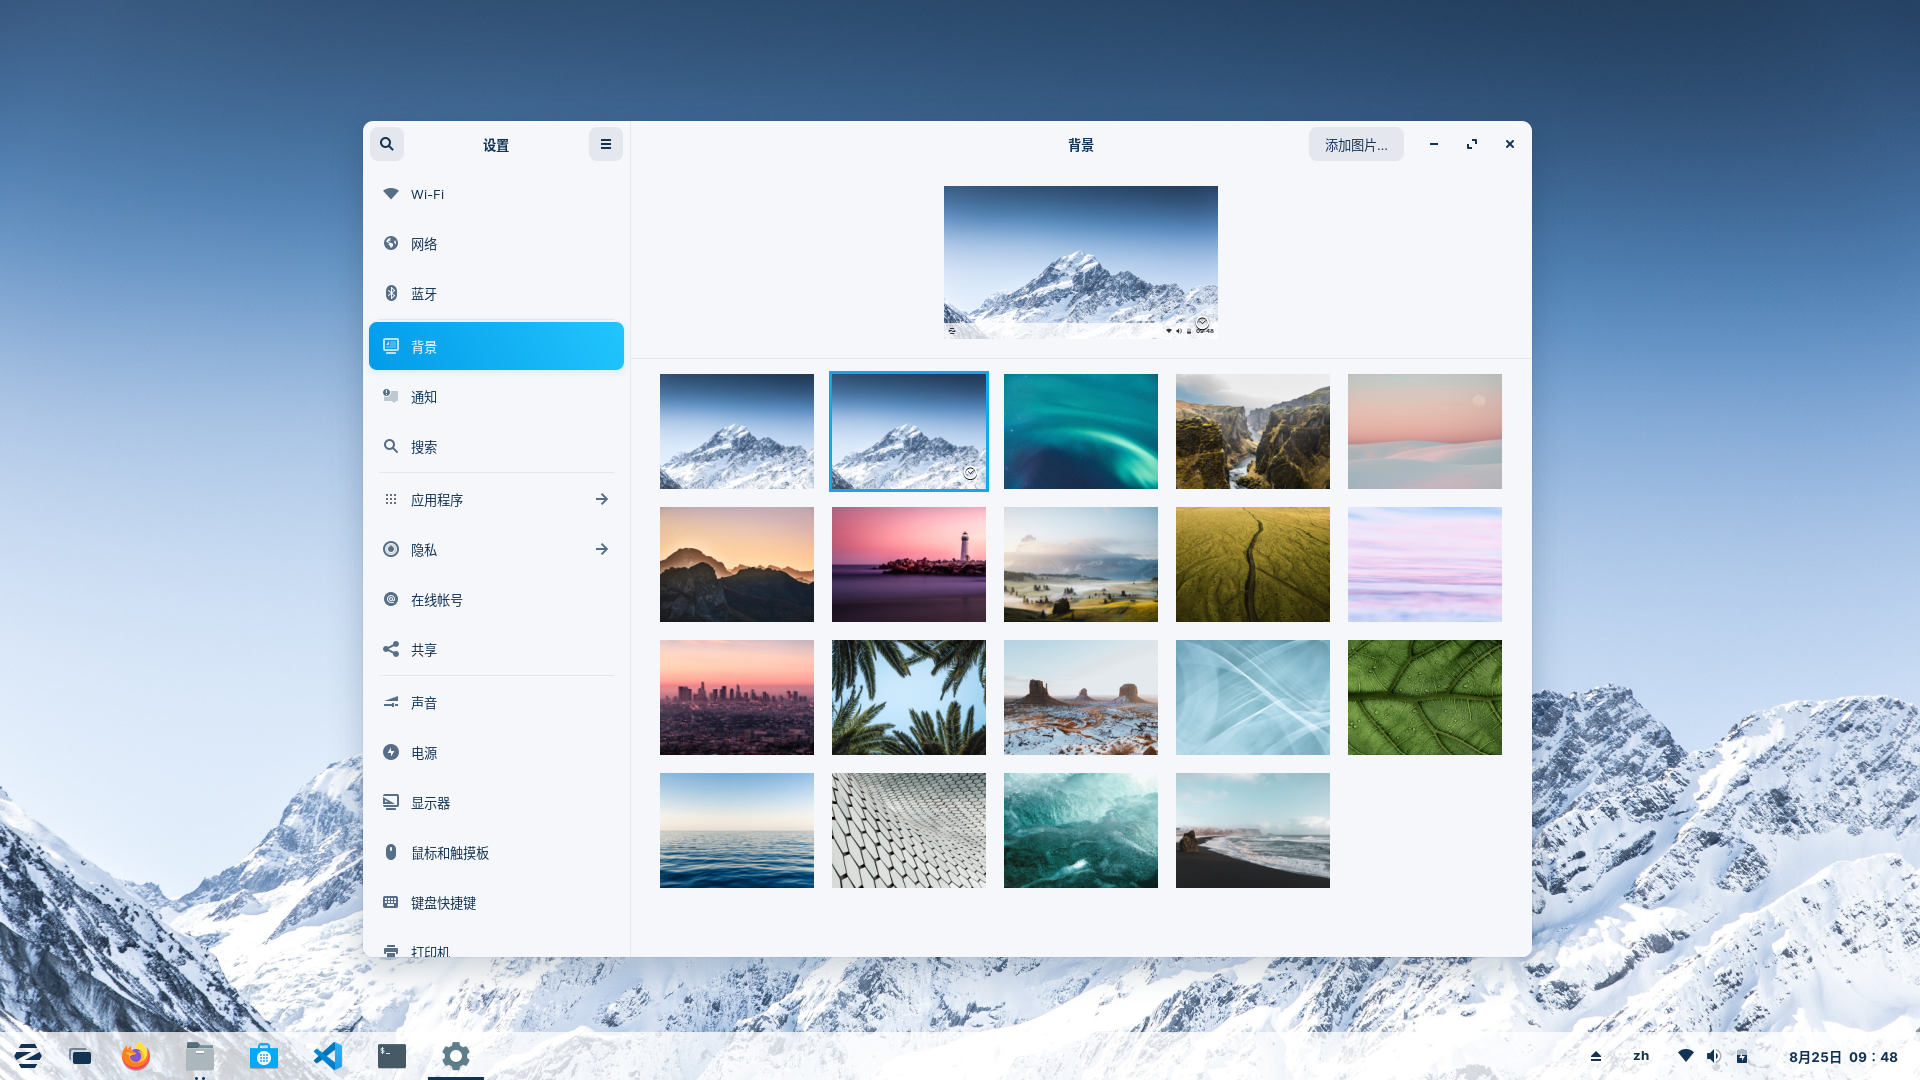 设置
背景
添加图片...
Wi-Fi
网络
蓝牙
背景
通知
搜索
应用程序
隐私
在线帐号
共享
声音
电源
显示器
鼠标和触摸板
键盘快捷键
打印机
zh
8月25日 09：48